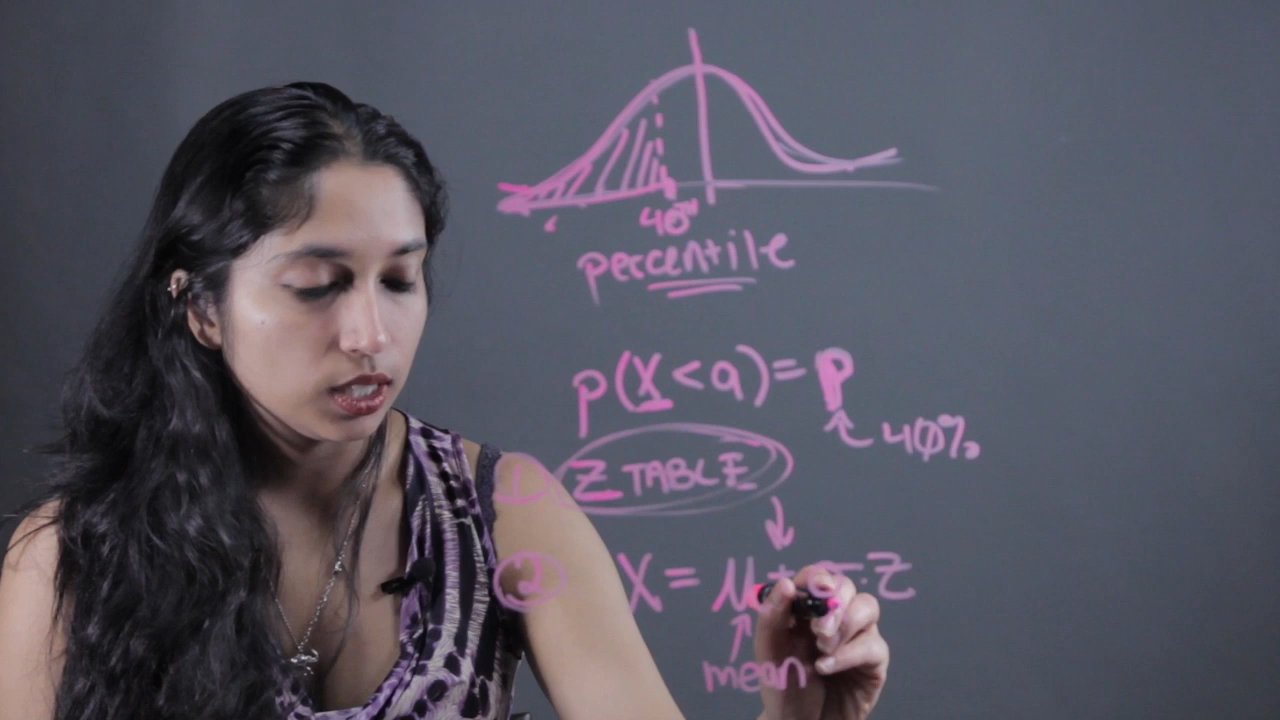 40th
percentile
p(X<a)=p
40%
① Z TABLE
② X=μ+σ·Z
mean